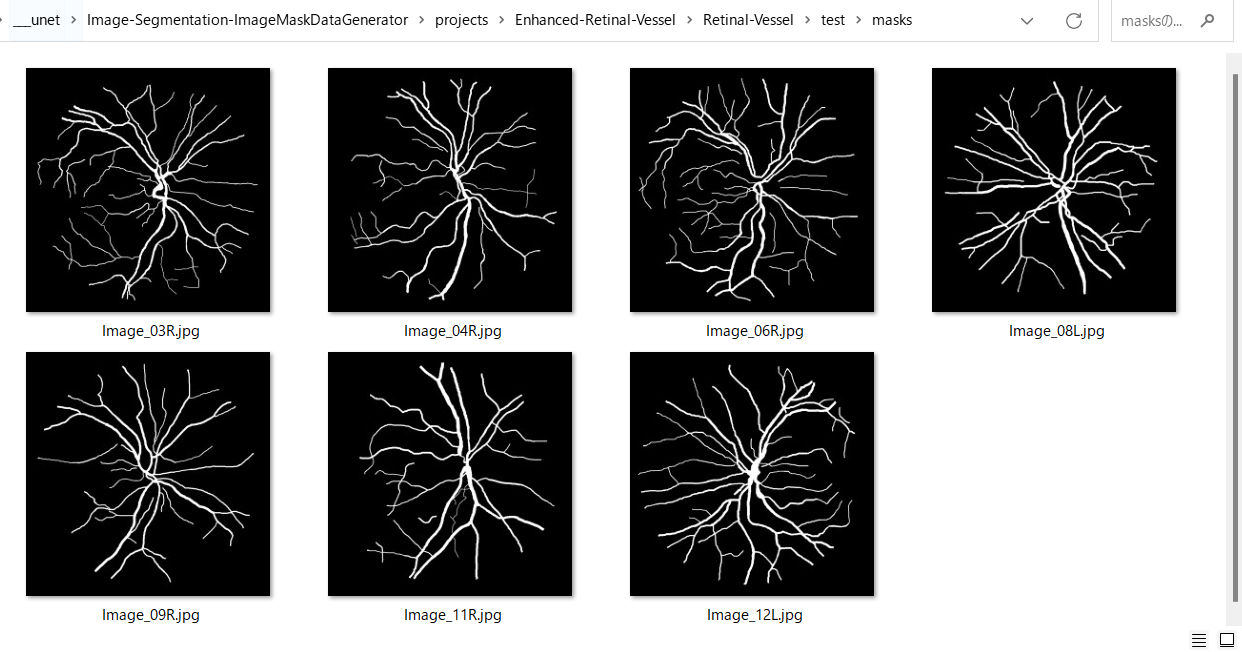 ___unet > Image-Segmentation-ImageMaskDataGenerator > projects > Enhanced-Retinal-Vessel > Retinal-Vessel > test > masks
masksの...
Image_03R.jpg
Image_04R.jpg
Image_06R.jpg
Image_08L.jpg
Image_09R.jpg
Image_11R.jpg
Image_12L.jpg